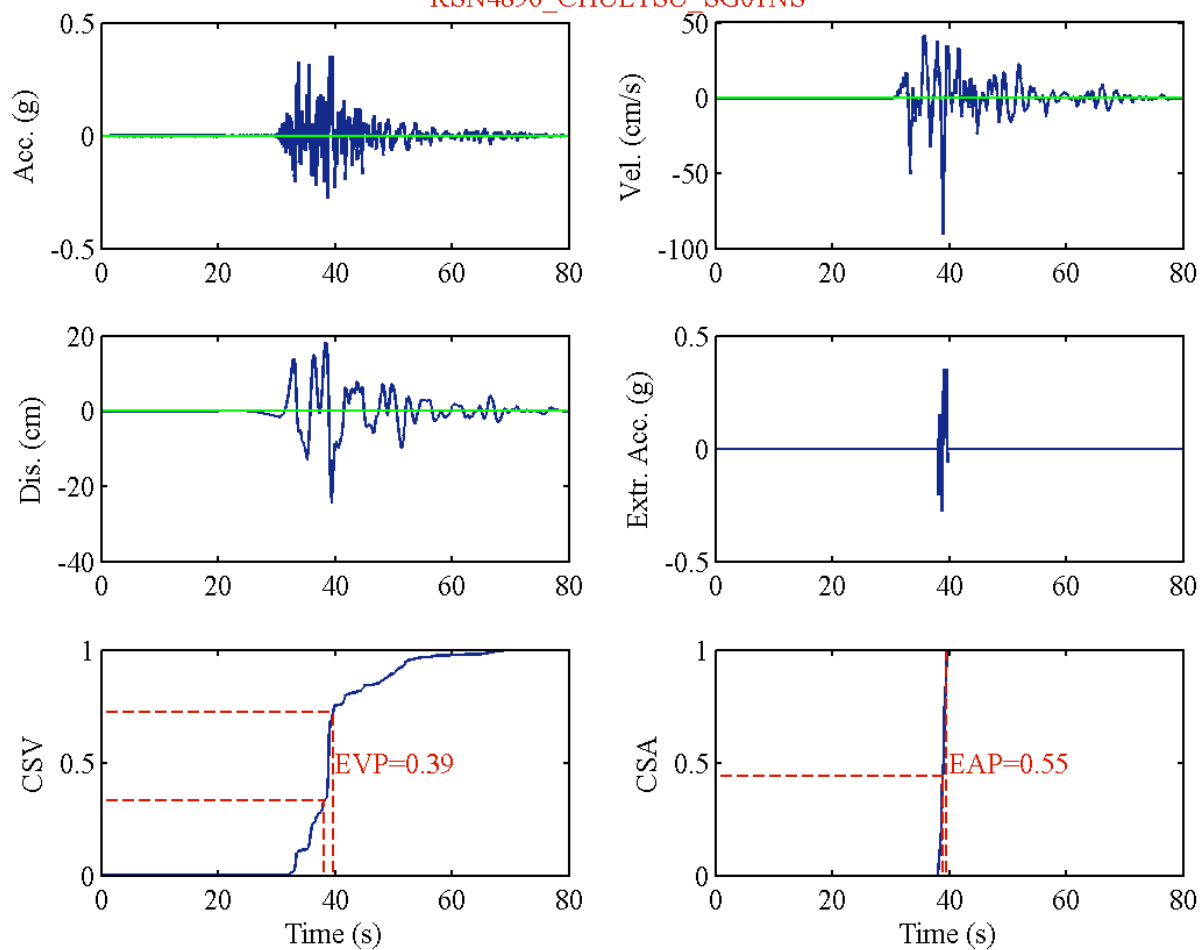 RSN4896_CHUETSU_SG01NS
0.5
0
-0.5
Acc. (g)
0 20 40 60 80
50
0
-50
-100
Vel. (cm/s)
0 20 40 60 80
20
0
-20
-40
Dis. (cm)
0 20 40 60 80
0.5
0
-0.5
Extr. Acc. (g)
0 20 40 60 80
1
0.5
0
CSV
EVP=0.39
0 20 40 60 80
Time (s)
1
0.5
0
CSA
EAP=0.55
0 20 40 60 80
Time (s)